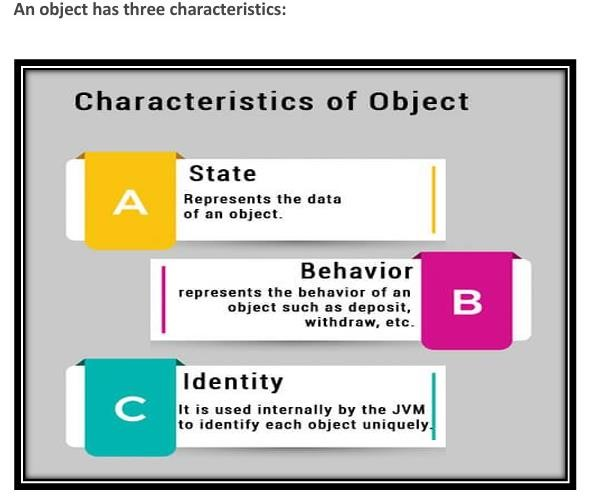 An object has three characteristics:
Characteristics of Object
A
State
Represents the data
of an object.
Behavior
represents the behavior of an
object such as deposit,
withdraw, etc.
B
C
Identity
It is used internally by the JVM
to identify each object uniquely.